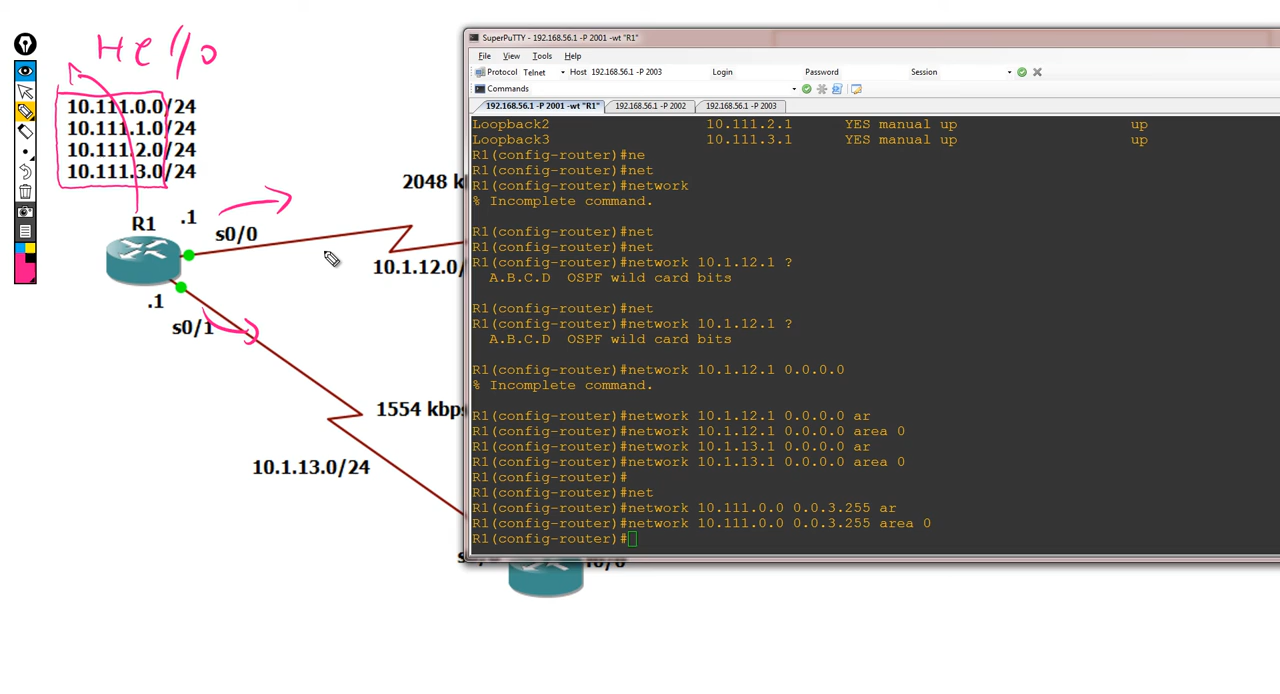 Hello
10.111.0.0/24
10.111.1.0/24
10.111.2.0/24
10.111.3.0/24
R1
.1
s0/0
2048 k
10.1.12.0/
.1
s0/1
1554 kbp
10.1.13.0/24
SuperPuTTY - 192.168.56.1 -P 2001 -wt "R1"
File View Tools Help
Protocol Telnet Host 192.168.56.1 -P 2003 Login Password Session
Commands
192.168.56.1 -P 2001 -wt "R1" 192.168.56.1 -P 2002 192.168.56.1 -P 2003
Loopback2 10.111.2.1 YES manual up up
Loopback3 10.111.3.1 YES manual up up
R1(config-router)#ne
R1(config-router)#net
R1(config-router)#network
% Incomplete command.
R1(config-router)#net
R1(config-router)#net
R1(config-router)#network 10.1.12.1 ?
A.B.C.D OSPF wild card bits
R1(config-router)#net
R1(config-router)#network 10.1.12.1 ?
A.B.C.D OSPF wild card bits
R1(config-router)#network 10.1.12.1 0.0.0.0
% Incomplete command.
R1(config-router)#network 10.1.12.1 0.0.0.0 ar
R1(config-router)#network 10.1.12.1 0.0.0.0 area 0
R1(config-router)#network 10.1.13.1 0.0.0.0 ar
R1(config-router)#network 10.1.13.1 0.0.0.0 area 0
R1(config-router)#
R1(config-router)#net
R1(config-router)#network 10.111.0.0 0.0.3.255 ar
R1(config-router)#network 10.111.0.0 0.0.3.255 area 0
R1(config-router)#